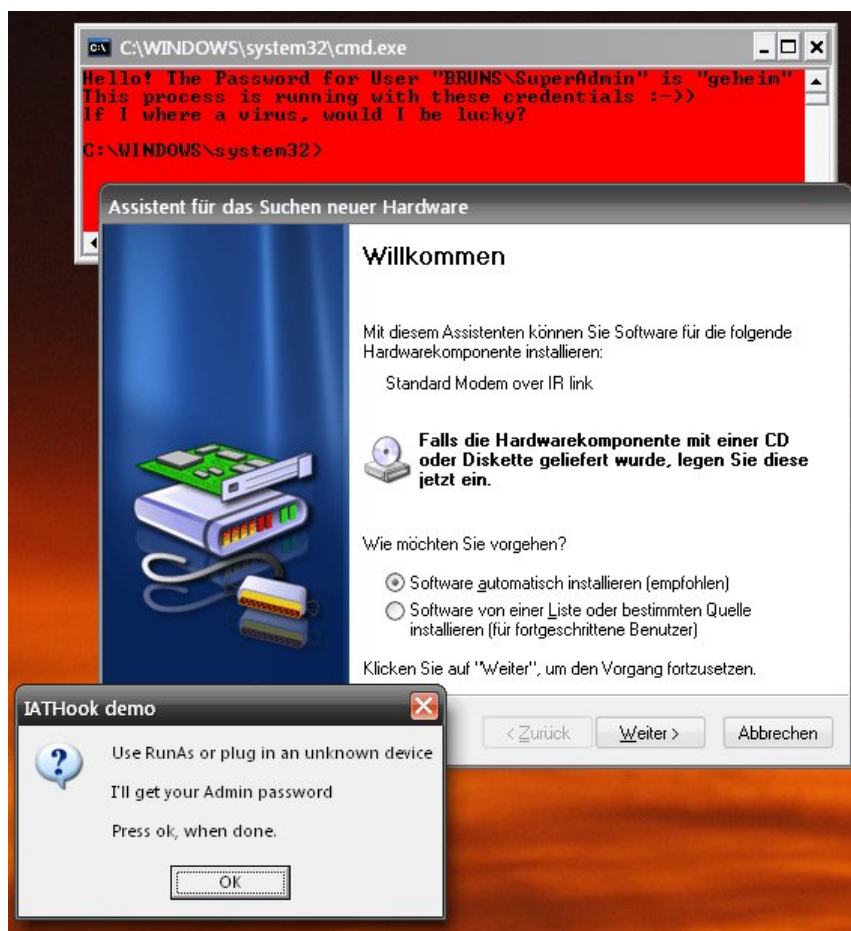 C:\WINDOWS\system32\cmd.exe
Hello! The Password for User "BRUNS\SuperAdmin" is "geheim"
This process is running with these credentials :->)
If I where a virus, would I be lucky?
C:\WINDOWS\system32>
Assistent für das Suchen neuer Hardware
Willkommen
Mit diesem Assistenten können Sie Software für die folgende
Hardwarekomponente installieren:
Standard Modem over IR link
Falls die Hardwarekomponente mit einer CD
oder Diskette geliefert wurde, legen Sie diese
jetzt ein.
Wie möchten Sie vorgehen?
Software automatisch installieren (empfohlen)
Software von einer Liste oder bestimmten Quelle
installieren (für fortgeschrittene Benutzer)
Klicken Sie auf "Weiter", um den Vorgang fortzusetzen.
< Zurück Weiter > Abbrechen
IATHook demo
Use RunAs or plug in an unknown device
I'll get your Admin password
Press ok, when done.
OK